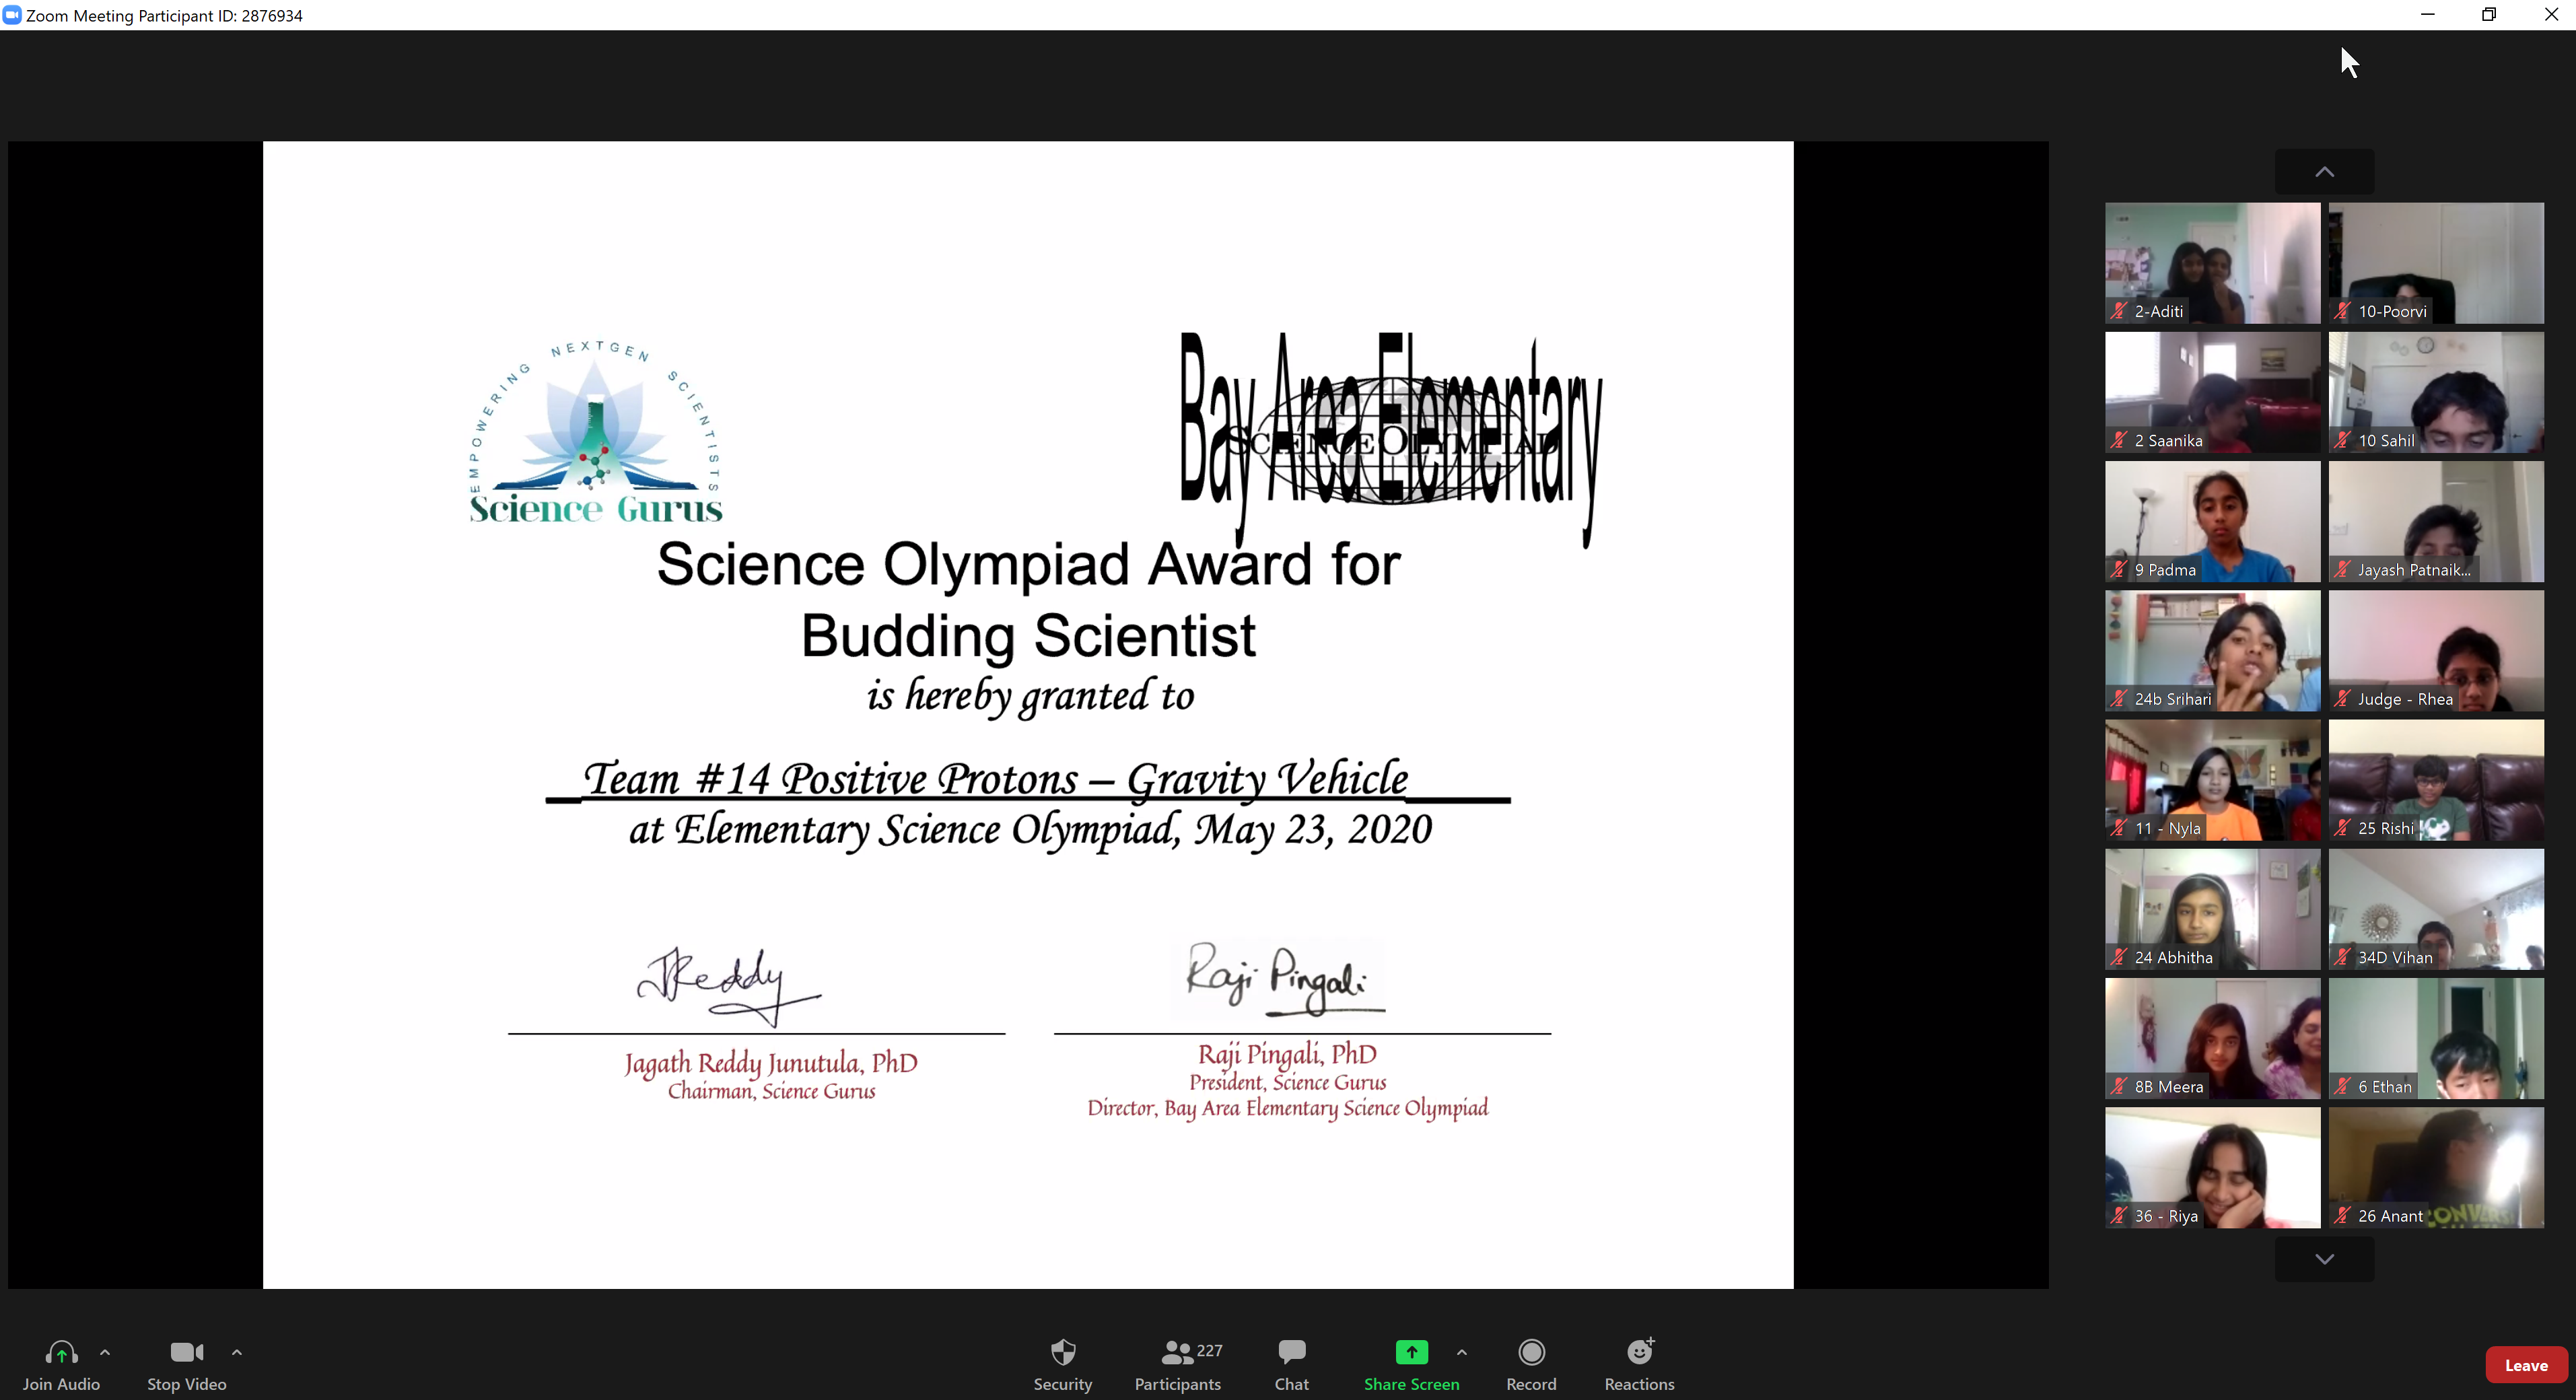 Zoom Meeting Participant ID: 2876934
EMPOWERING NEXTGEN SCIENTISTS
Science Gurus
Bay Area Elementary
SCIENCE OLYMPIAD
Science Olympiad Award for
Budding Scientist
is hereby granted to
Team #14 Positive Protons – Gravity Vehicle
at Elementary Science Olympiad, May 23, 2020
JReddy
Raji Pingali
Jagath Reddy Junutula, PhD
Chairman, Science Gurus
Raji Pingali, PhD
President, Science Gurus
Director, Bay Area Elementary Science Olympiad
2-Aditi
10-Poorvi
2 Saanika
10 Sahil
9 Padma
Jayash Patnaik...
24b Srihari
Judge - Rhea
11 - Nyla
25 Rishi
24 Abhitha
34D Vihan
8B Meera
6 Ethan
36 - Riya
26 Anant
Join Audio
Stop Video
Security
227
Participants
Chat
Share Screen
Record
Reactions
Leave